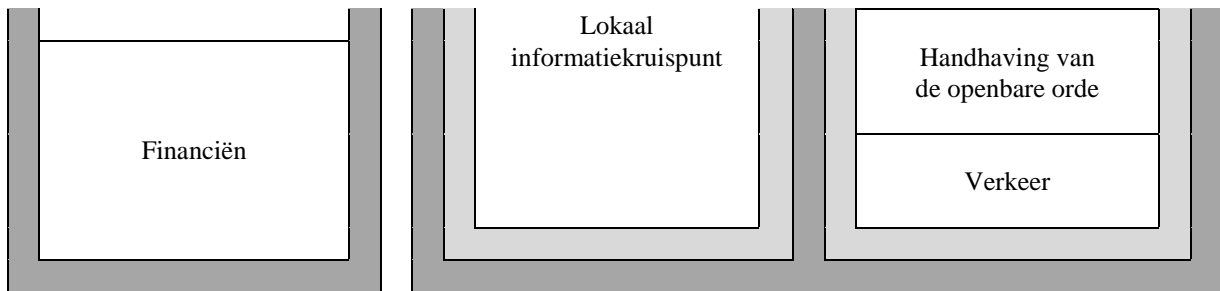 Financiën
Lokaal
informatiekruispunt
Handhaving van
de openbare orde
Verkeer